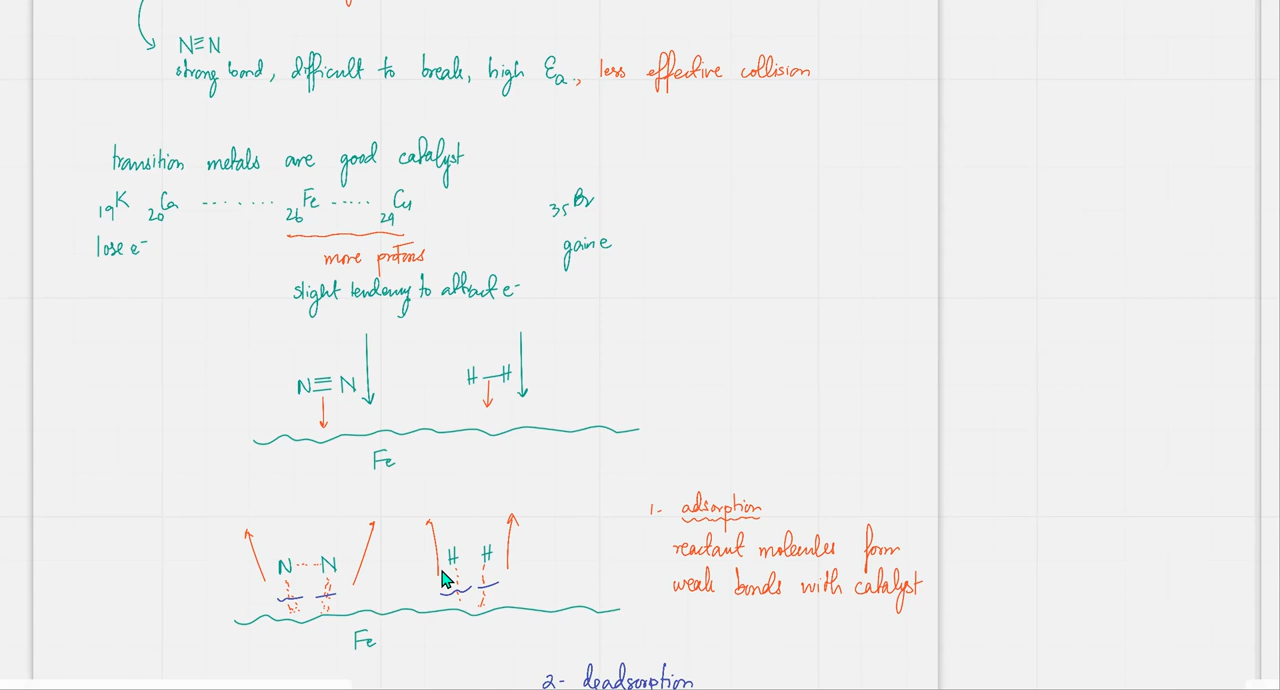 N≡N
strong bond, difficult to break, high Ea, less effective collision
transition metals are good catalyst
19K 20Ca ........ 26Fe ..... 29Cu 35Br
lose e- gain e
more protons
slight tendency to attract e-
N≡N H-H
Fe
1- adsorption
reactant molecules form
weak bonds with catalyst
N....N H H
Fe
2- deadsorption